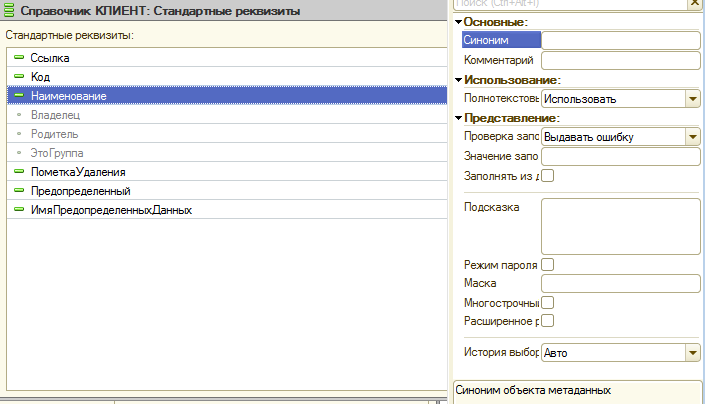 Справочник КЛИЕНТ: Стандартные реквизиты
Стандартные реквизиты:
Ссылка
Код
Наименование
Владелец
Родитель
ЭтоГруппа
ПометкаУдаления
Предопределенный
ИмяПредопределенныхДанных
Поиск (Ctrl+Alt+I)
Основные:
Синоним
Комментарий
Использование:
Полнотекстовы Использовать
Представление:
Проверка запо Выдавать ошибку
Значение запо
Заполнять из д
Подсказка
Режим пароля
Маска
Многострочны
Расширенное р
История выбор Авто
Синоним объекта метаданных